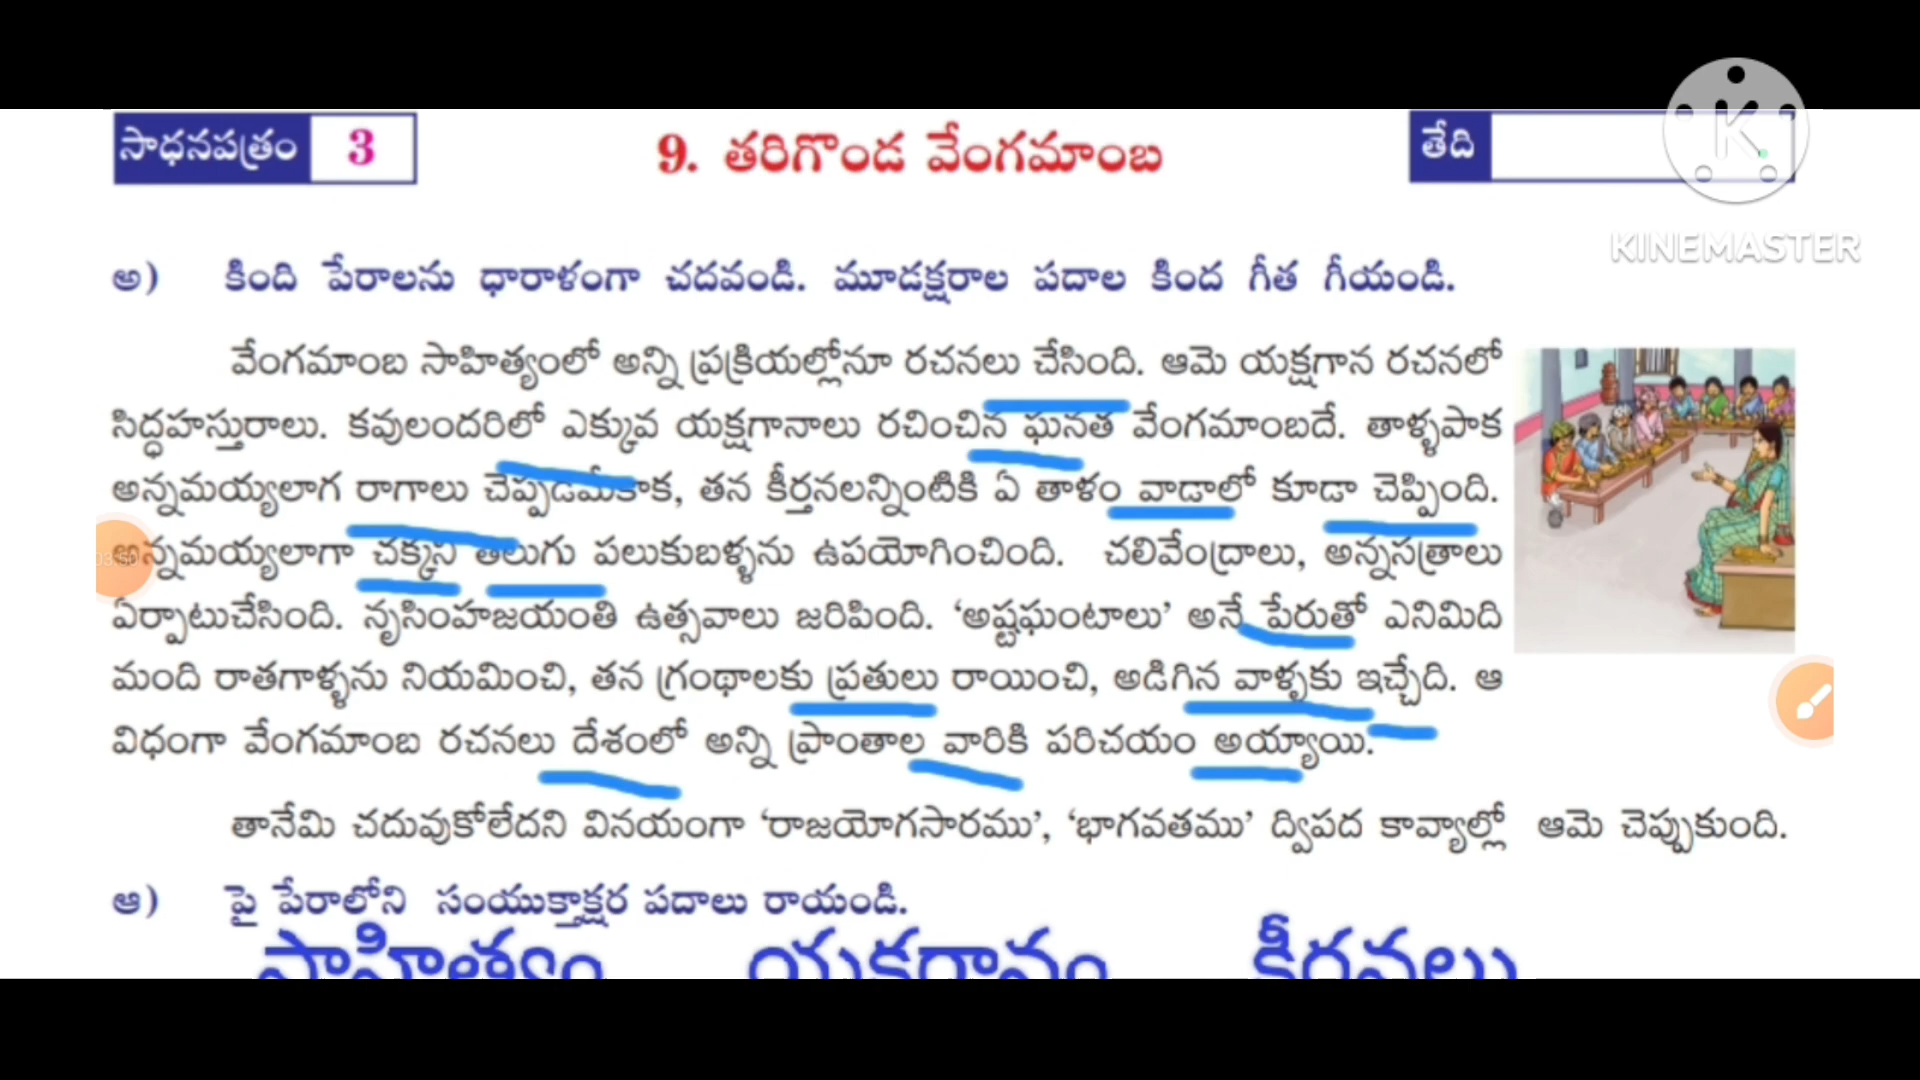 సాధనపత్రం 3 9. తరిగొండ వేంగమాంబ తేది
KINEMASTER
అ) కింది పేరాలను ధారాళంగా చదవండి. మూడక్షరాల పదాల కింద గీత గీయండి.
వేంగమాంబ సాహిత్యంలో అన్ని ప్రక్రియల్లోనూ రచనలు చేసింది. ఆమె యక్షగాన రచనలో
సిద్ధహస్తురాలు. కవులందరిలో ఎక్కువ యక్షగానాలు రచించిన ఘనత వేంగమాంబదే. తాళ్ళపాక
అన్నమయ్యలాగ రాగాలు చెప్పడమేకాక, తన కీర్తనలన్నింటికి ఏ తాళం వాడాలో కూడా చెప్పింది.
అన్నమయ్యలాగా చక్కని తెలుగు పలుకుబళ్ళను ఉపయోగించింది. చలివేంద్రాలు, అన్నసత్రాలు
ఏర్పాటుచేసింది. నృసింహజయంతి ఉత్సవాలు జరిపింది. ‘అష్టఘంటాలు’ అనే పేరుతో ఎనిమిది
మంది రాతగాళ్ళను నియమించి, తన గ్రంథాలకు ప్రతులు రాయించి, అడిగిన వాళ్ళకు ఇచ్చేది. ఆ
విధంగా వేంగమాంబ రచనలు దేశంలో అన్ని ప్రాంతాల వారికి పరిచయం అయ్యాయి.
తానేమి చదువుకోలేదని వినయంగా ‘రాజయోగసారము’, ‘భాగవతము’ ద్విపద కావ్యాల్లో ఆమె చెప్పుకుంది.
ఆ) పై పేరాలోని సంయుక్తాక్షర పదాలు రాయండి.
సాహిత్యం యక్షగానం కీర్తనలు